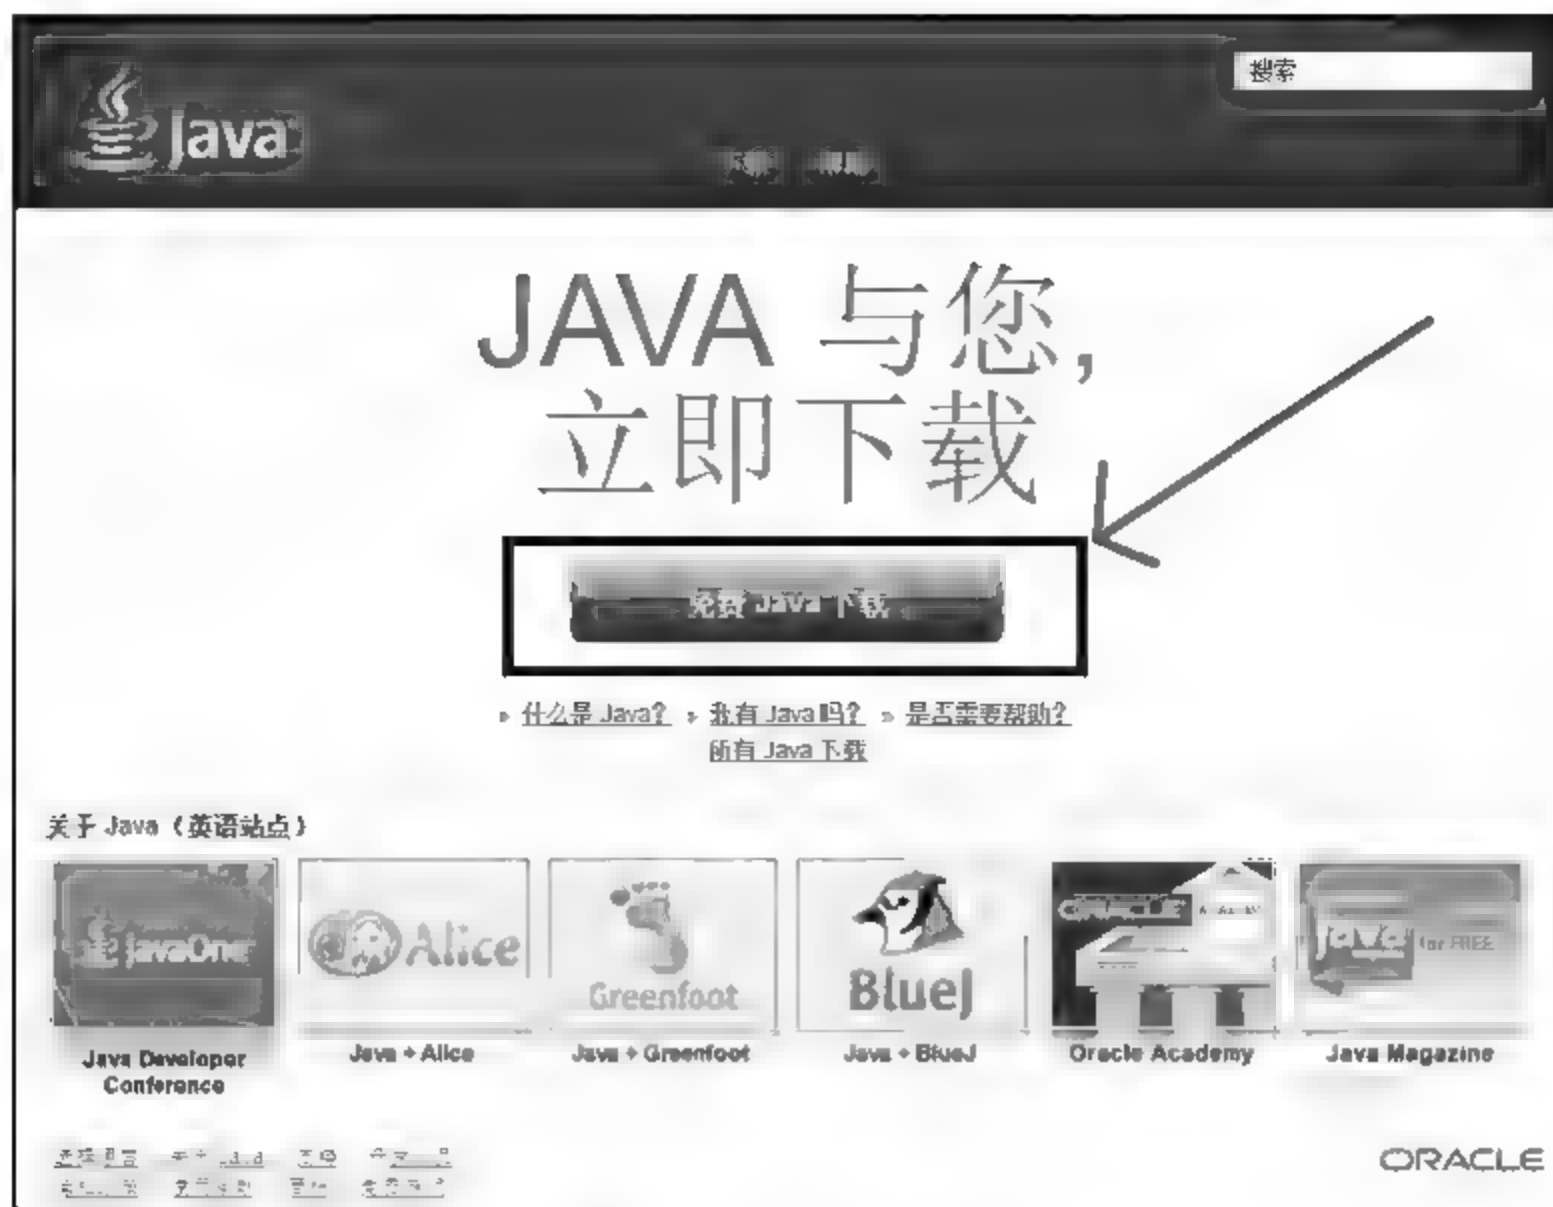 搜索
Java
JAVA 与您,
立即下载
免费 Java 下载
» 什么是 Java? » 我有 Java 吗? » 是否需要帮助?
所有 Java 下载
关于 Java（英语站点）
JavaOne
Alice
Greenfoot
BlueJ
ORACLE
java for FREE
Java Developer Conference
Java + Alice
Java + Greenfoot
Java + BlueJ
Oracle Academy
Java Magazine
ORACLE